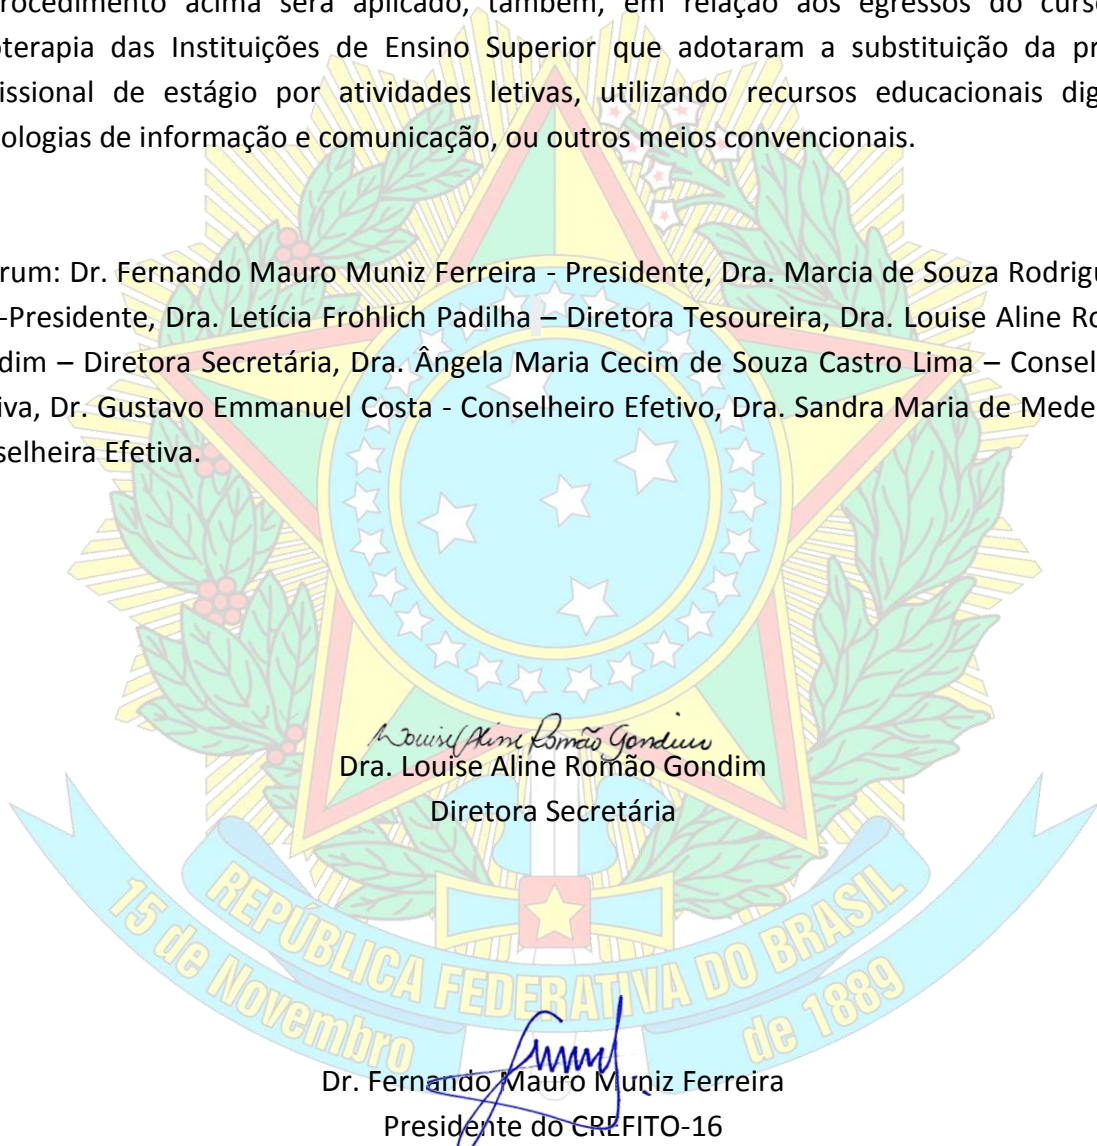 rocedimento acima será aplicado, também, em relação aos egressos do curs
oterapia das Instituições de Ensino Superior que adotaram a substituição da pr
issional de estágio por atividades letivas, utilizando recursos educacionais dig
ologias de informação e comunicação, ou outros meios convencionais.
rum: Dr. Fernando Mauro Muniz Ferreira - Presidente, Dra. Marcia de Souza Rodrigu
-Presidente, Dra. Letícia Frohlich Padilha – Diretora Tesoureira, Dra. Louise Aline Ro
dim – Diretora Secretária, Dra. Ângela Maria Cecim de Souza Castro Lima – Consel
iva, Dr. Gustavo Emmanuel Costa - Conselheiro Efetivo, Dra. Sandra Maria de Mede
selheira Efetiva.
Louise Aline Romão Gondim
Dra. Louise Aline Romão Gondim
Diretora Secretária
REPÚBLICA FEDERATIVA DO BRASIL
15 de Novembro de 1889
Dr. Fernando Mauro Muniz Ferreira
Presidente do CREFITO-16